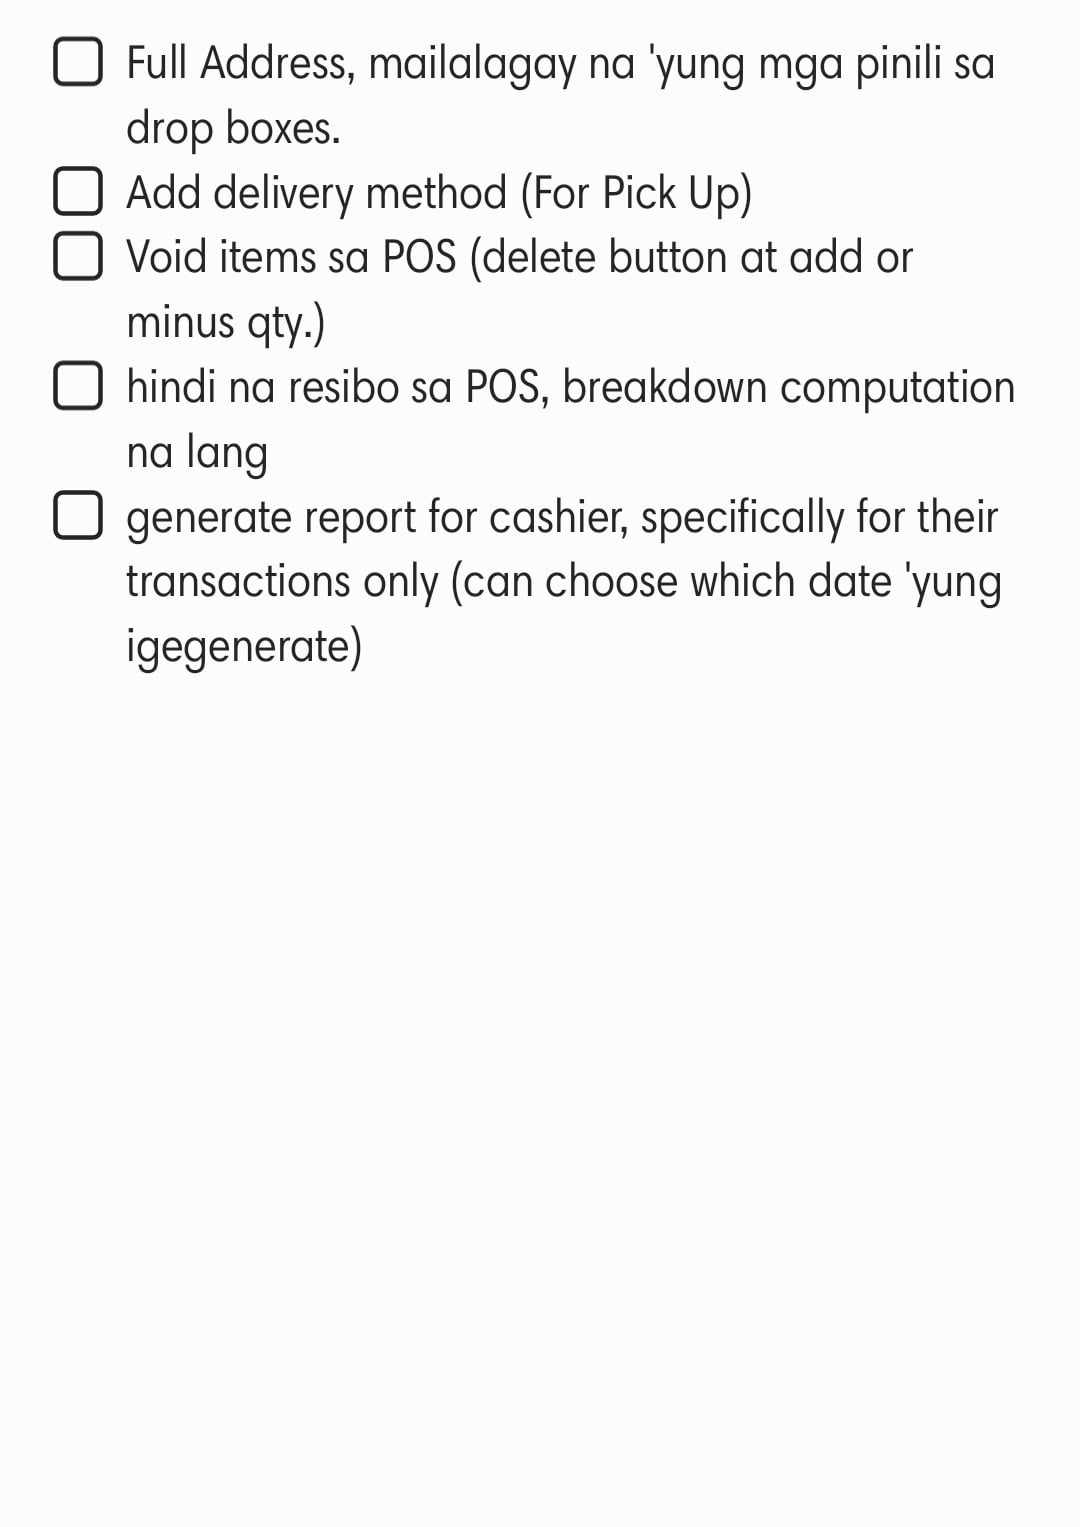 Full Address, mailalagay na 'yung mga pinili sa
drop boxes.
Add delivery method (For Pick Up)
Void items sa POS (delete button at add or
minus qty.)
hindi na resibo sa POS, breakdown computation
na lang
generate report for cashier, specifically for their
transactions only (can choose which date 'yung
igegenerate)